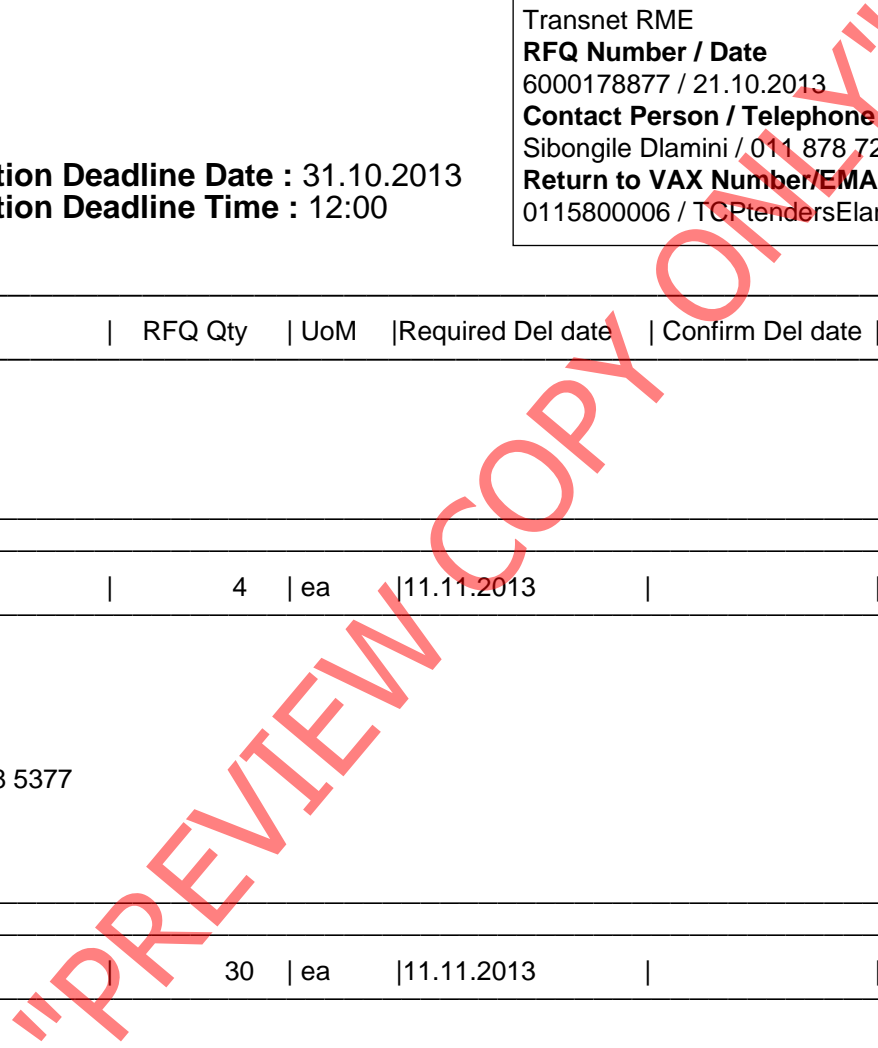 Transnet RME
RFQ Number / Date
6000178877 / 21.10.2013
Contact Person / Telephone
Sibongile Dlamini / 011 878 72
tion Deadline Date : 31.10.2013
Return to VAX Number/EMA
tion Deadline Time : 12:00
0115800006 / TCPtendersElan
| RFQ Qty | UoM |Required Del date | Confirm Del date |
| 4 | ea |11.11.2013 | |
5377
| 30 | ea |11.11.2013 | |
"PREVIEW COPY ONLY"